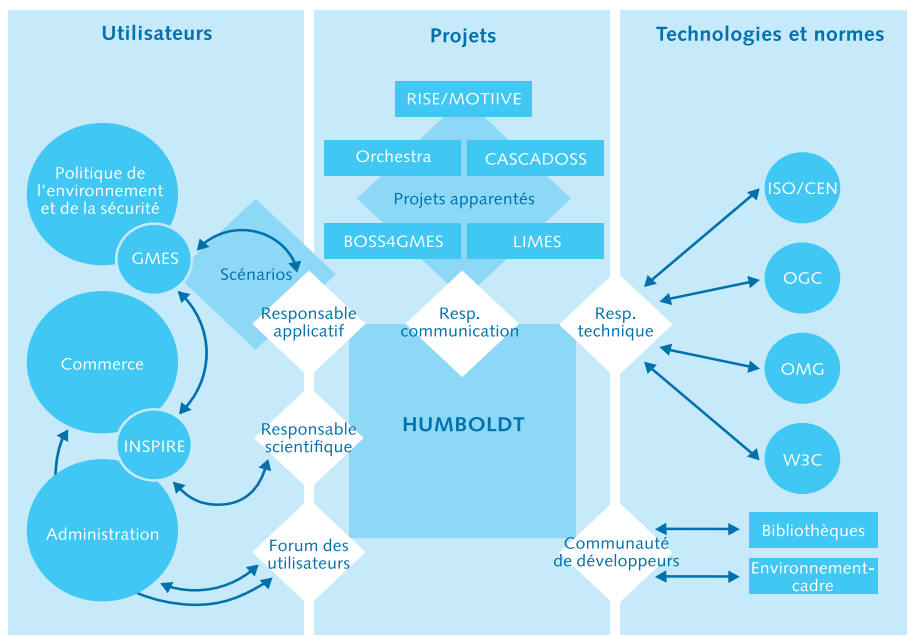 Utilisateurs
Projets
Technologies et normes
Politique de
l'environnement
et de la sécurité
GMES
Scénarios
Commerce
INSPIRE
Administration
RISE/MOTIIVE
Orchestra
CASCADOSS
Projets apparentés
BOSS4GMES
LIMES
Responsable
applicatif
Resp.
communication
Resp.
technique
HUMBOLDT
Responsable
scientifique
Forum des
utilisateurs
Communauté
de développeurs
ISO/CEN
OGC
OMG
W3C
Bibliothèques
Environnement-
cadre